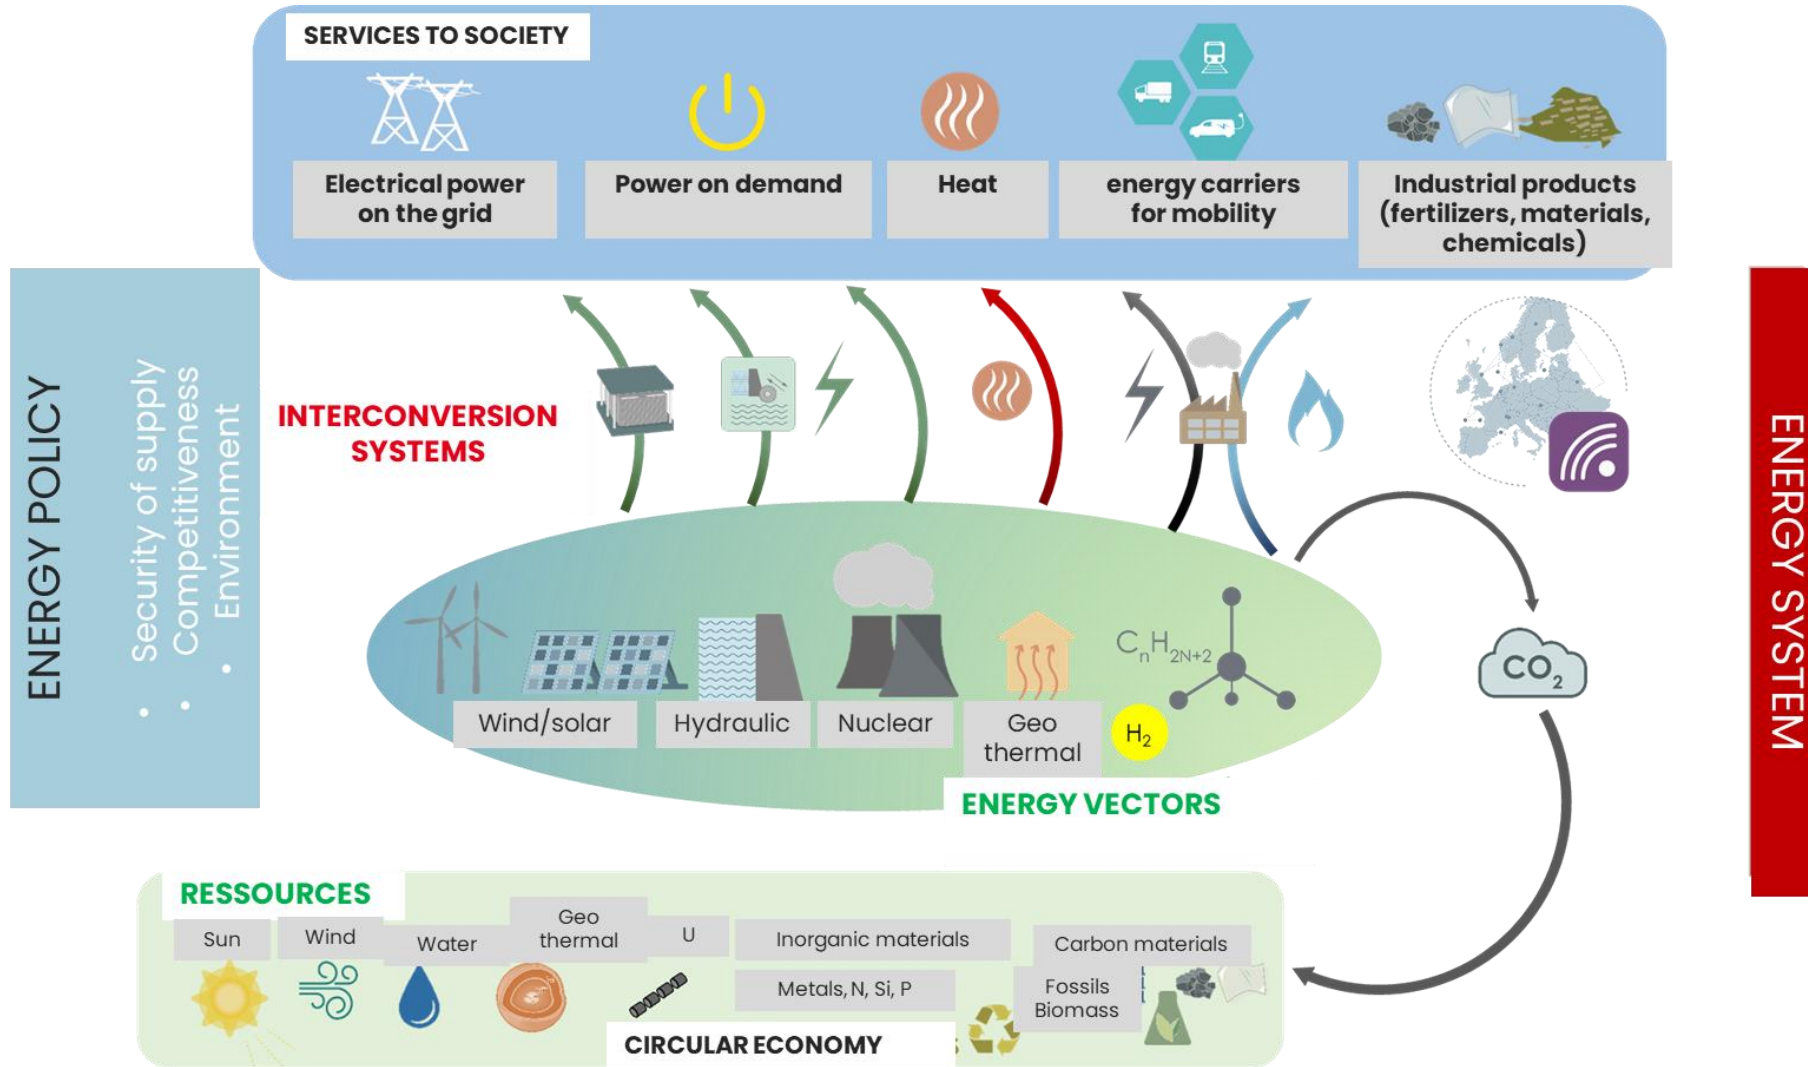 SERVICES TO SOCIETY
Electrical power
on the grid
Power on demand
Heat
energy carriers
for mobility
Industrial products
(fertilizers, materials,
chemicals)
ENERGY POLICY
• Security of supply
• Competitiveness
• Environment
INTERCONVERSION
SYSTEMS
ENERGY SYSTEM
CnH2N+2
CO2
Wind/solar
Hydraulic
Nuclear
Geo
thermal
H2
ENERGY VECTORS
RESSOURCES
Sun
Wind
Water
Geo
thermal
U
Inorganic materials
Metals, N, Si, P
Carbon materials
Fossils
Biomass
CIRCULAR ECONOMY